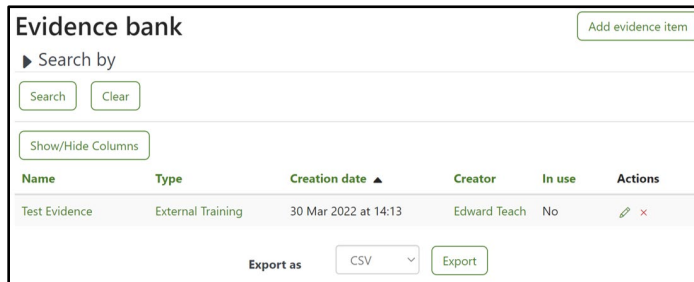 Evidence bank
Add evidence item
Search by
Search Clear
Show/Hide Columns
Name Type Creation date Creator In use Actions
Test Evidence External Training 30 Mar 2022 at 14:13 Edward Teach No
Export as CSV Export